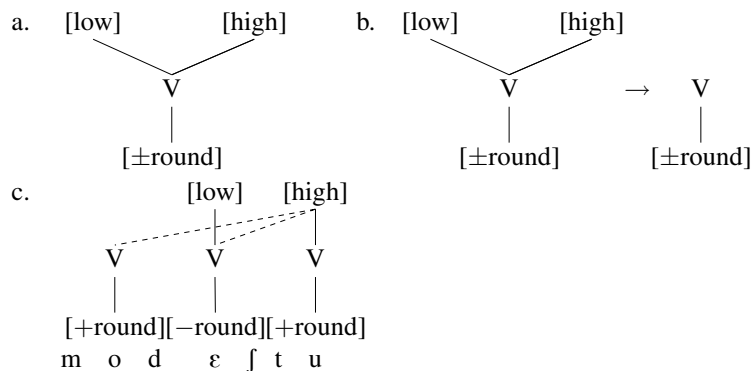 a. [low] [high] b. [low] [high]
V V → V
[±round] [±round] [±round]
c. [low] [high]
V V V
[+round][−round][+round]
m o d ɛ ʃ t u